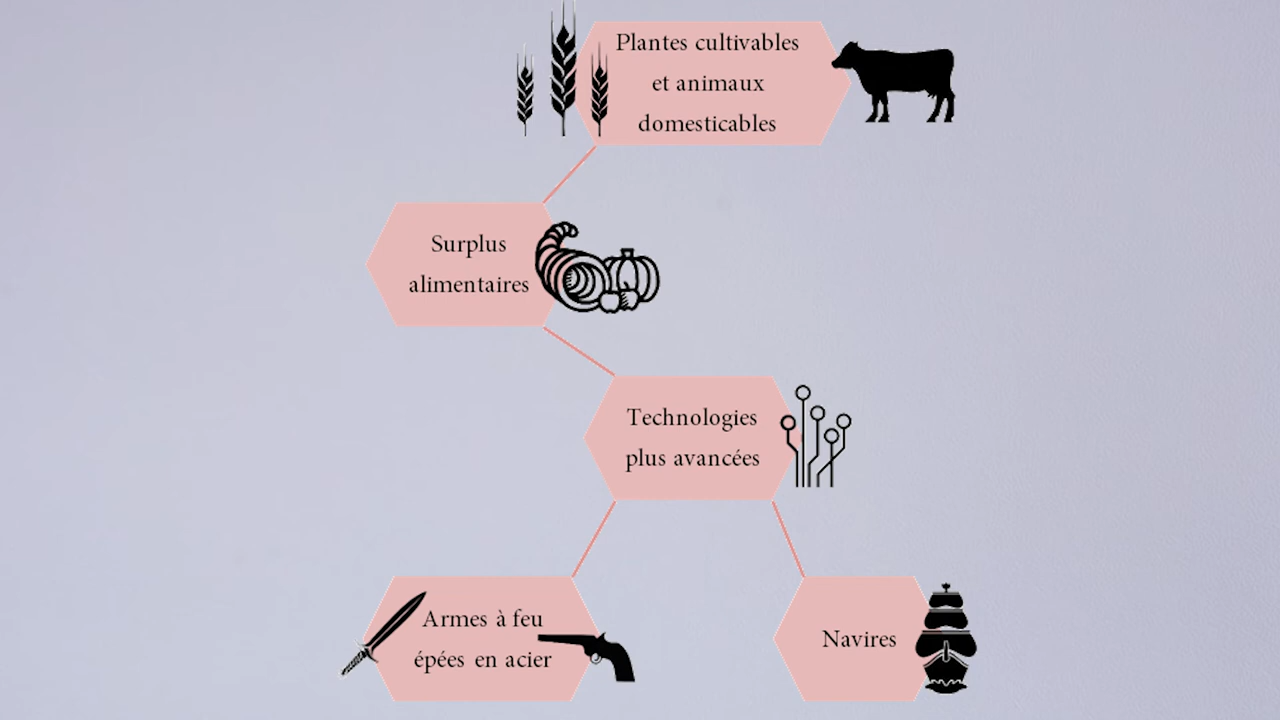 Plantes cultivables
et animaux
domesticables
Surplus
alimentaires
Technologies
plus avancées
Armes à feu
épées en acier
Navires